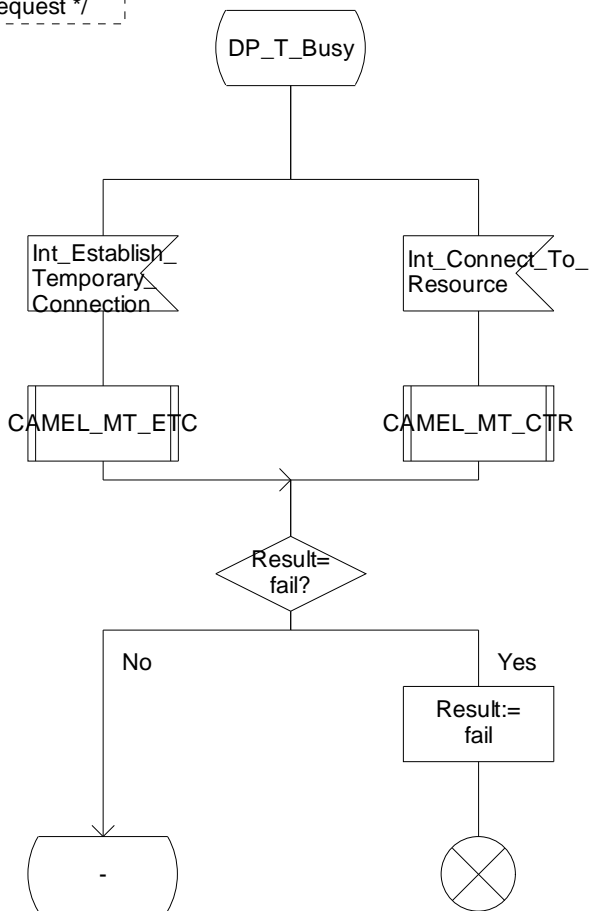 equest */
DP_T_Busy
Int_Establish_
Temporary_
Connection
Int_Connect_To_
Resource
CAMEL_MT_ETC
CAMEL_MT_CTR
Result=
fail?
No
Yes
Result:=
fail
-